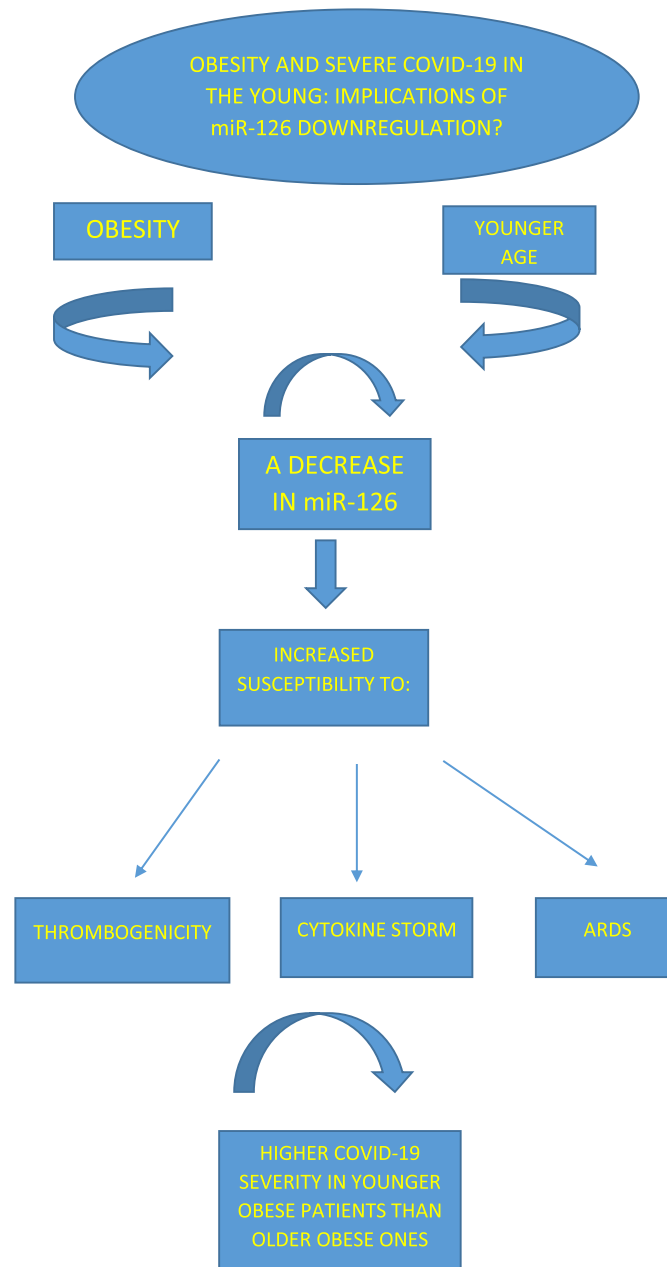 OBESITY AND SEVERE COVID-19 IN
THE YOUNG: IMPLICATIONS OF
miR-126 DOWNREGULATION?
OBESITY
YOUNGER
AGE
A DECREASE
IN miR-126
INCREASED
SUSCEPTIBILITY TO:
THROMBOGENICITY
CYTOKINE STORM
ARDS
HIGHER COVID-19
SEVERITY IN YOUNGER
OBESE PATIENTS THAN
OLDER OBESE ONES